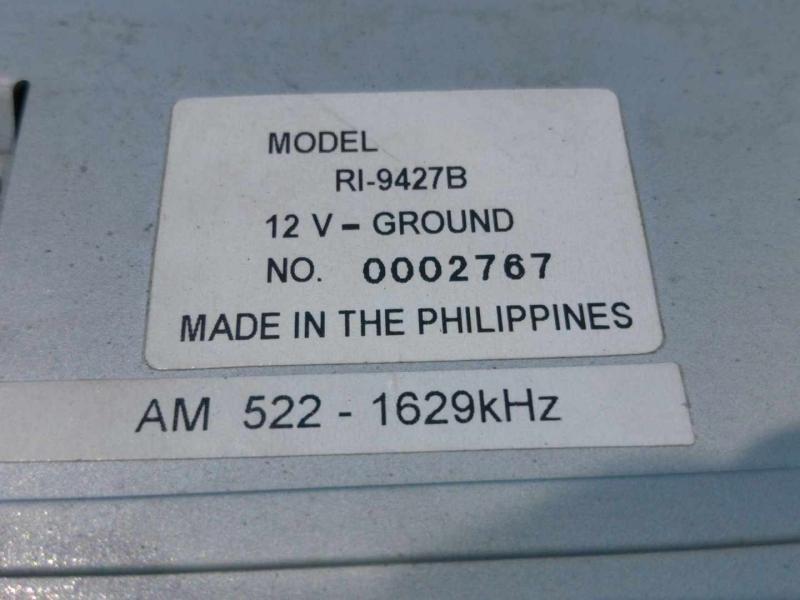 MODEL
RI-9427B
12 V – GROUND
NO. 0002767
MADE IN THE PHILIPPINES
AM 522 - 1629kHz